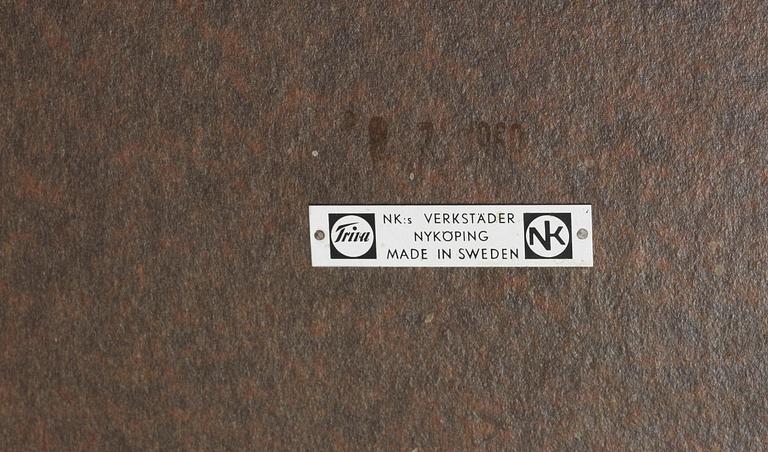 Triva
NK:s VERKSTÄDER
NYKÖPING
MADE IN SWEDEN
NK